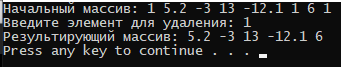 Начальный массив: 1 5.2 -3 13 -12.1 1 6 1
Введите элемент для удаления: 1
Результирующий массив: 5.2 -3 13 -12.1 6
Press any key to continue . . .